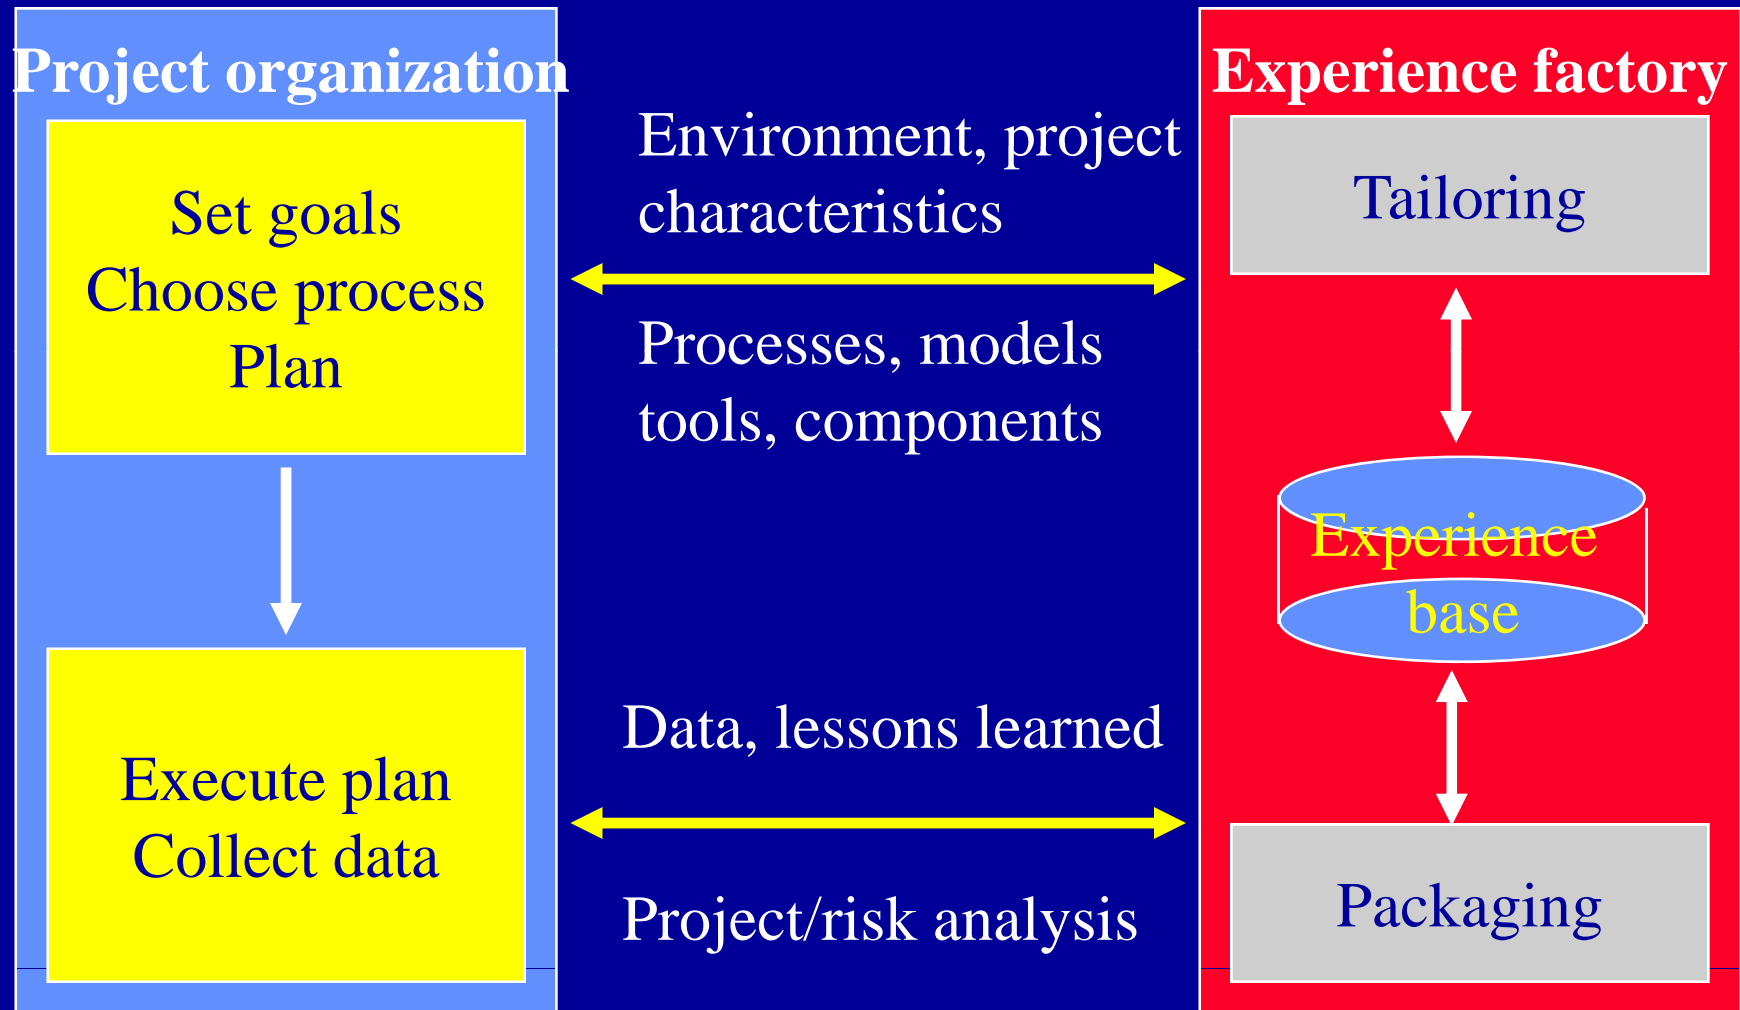 Project organization
Set goals
Choose process
Plan
Execute plan
Collect data
Environment, project
characteristics
Processes, models
tools, components
Data, lessons learned
Project/risk analysis
Experience factory
Tailoring
Experience
base
Packaging